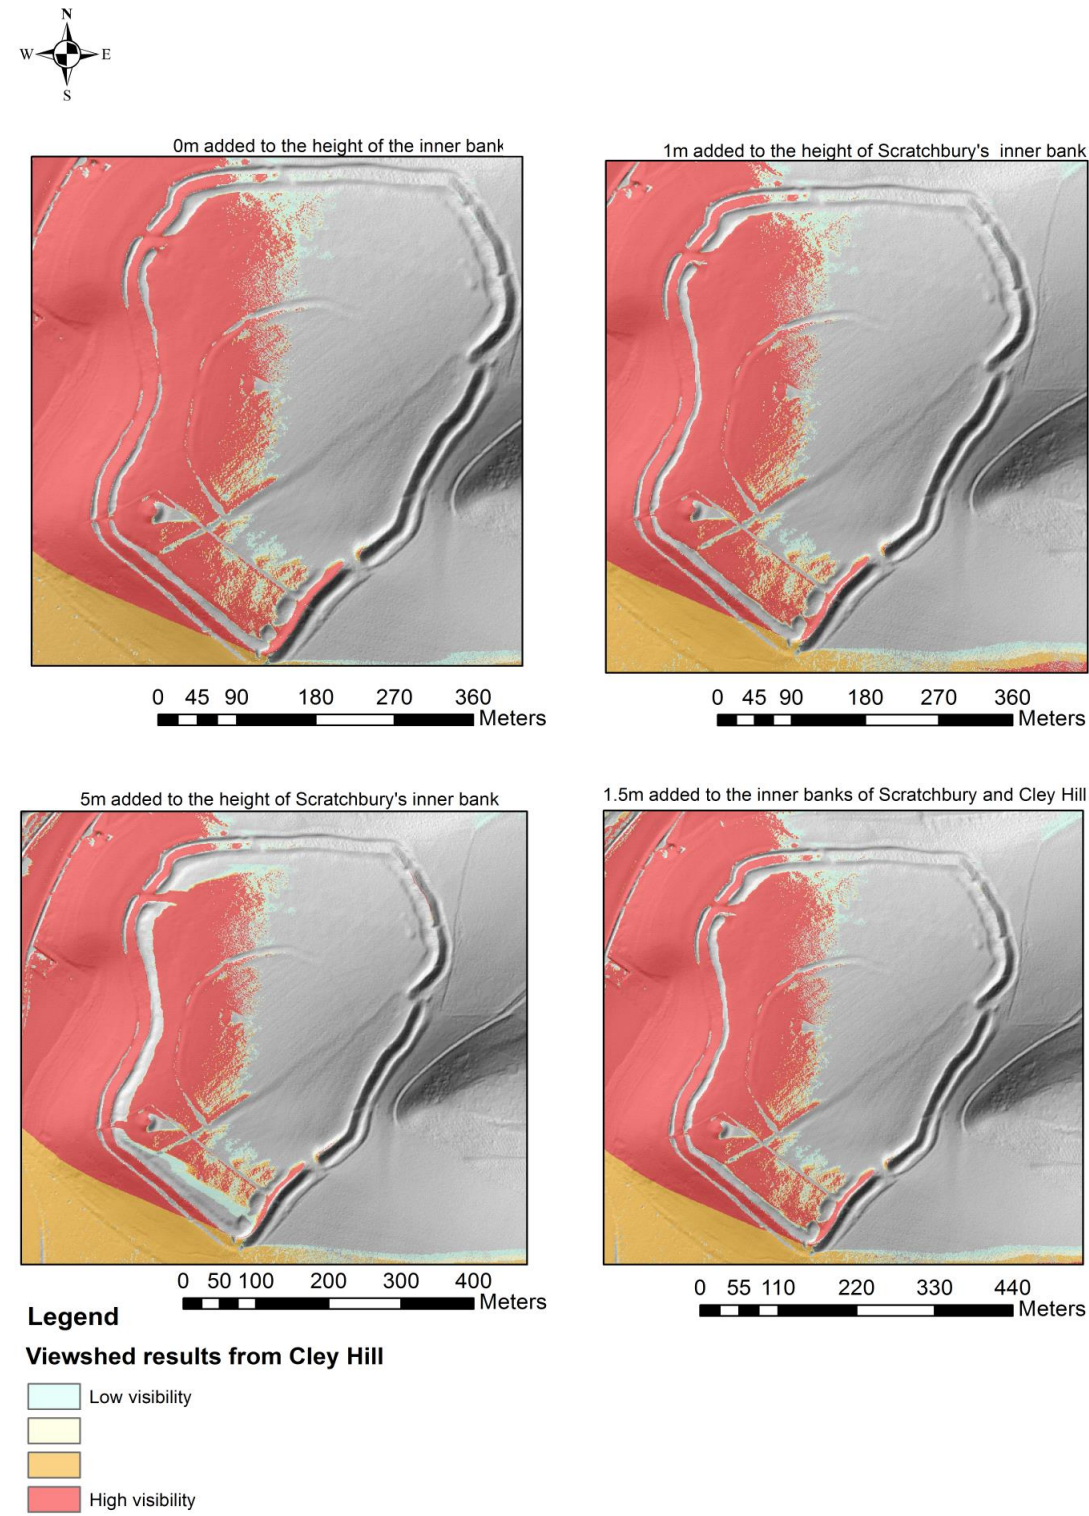 N
W E
S
0m added to the height of the inner bank
1m added to the height of Scratchbury's inner bank
0 45 90 180 270 360
Meters
0 45 90 180 270 360
Meters
5m added to the height of Scratchbury's inner bank
1.5m added to the inner banks of Scratchbury and Cley Hill
0 50 100 200 300 400
Meters
0 55 110 220 330 440
Meters
Legend
Viewshed results from Cley Hill
Low visibility
High visibility